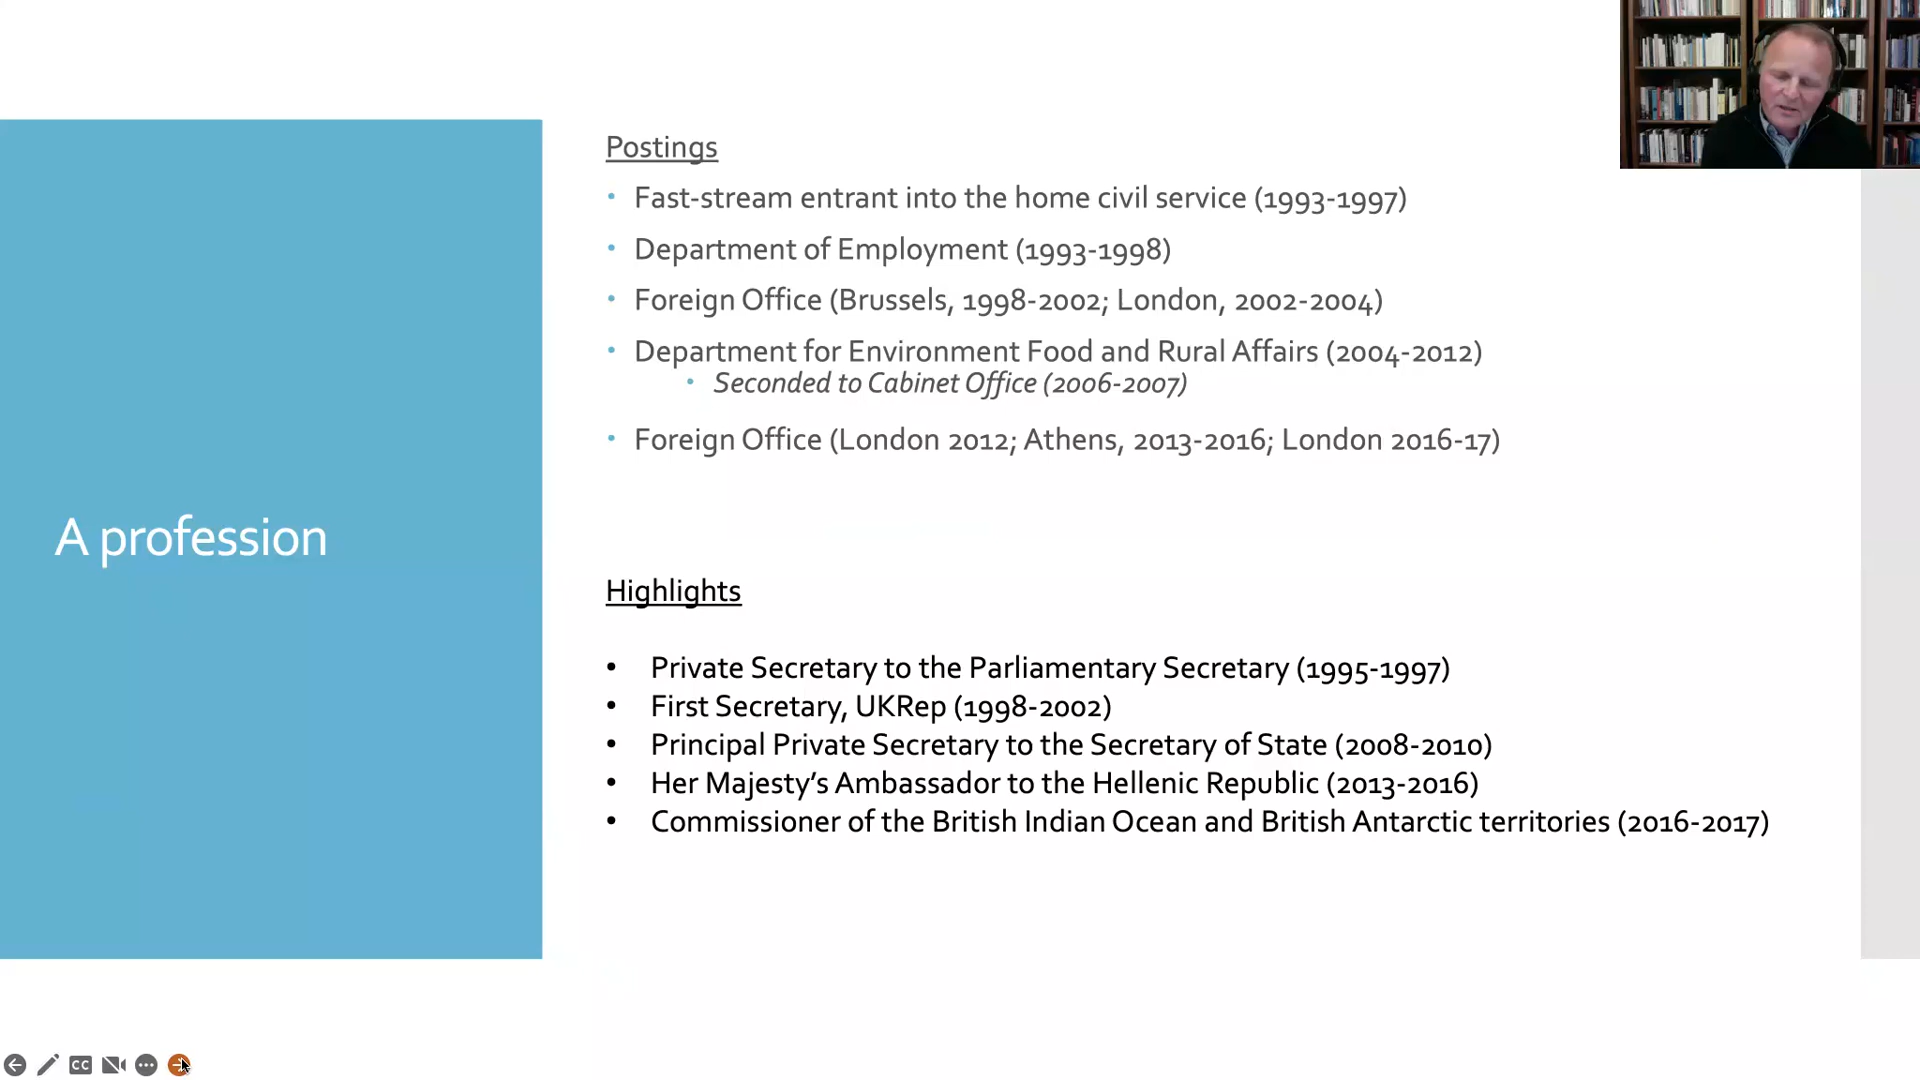 Postings
• Fast-stream entrant into the home civil service (1993-1997)
• Department of Employment (1993-1998)
• Foreign Office (Brussels, 1998-2002; London, 2002-2004)
• Department for Environment Food and Rural Affairs (2004-2012)
• Seconded to Cabinet Office (2006-2007)
• Foreign Office (London 2012; Athens, 2013-2016; London 2016-17)
A profession
Highlights
• Private Secretary to the Parliamentary Secretary (1995-1997)
• First Secretary, UKRep (1998-2002)
• Principal Private Secretary to the Secretary of State (2008-2010)
• Her Majesty's Ambassador to the Hellenic Republic (2013-2016)
• Commissioner of the British Indian Ocean and British Antarctic territories (2016-2017)
CC